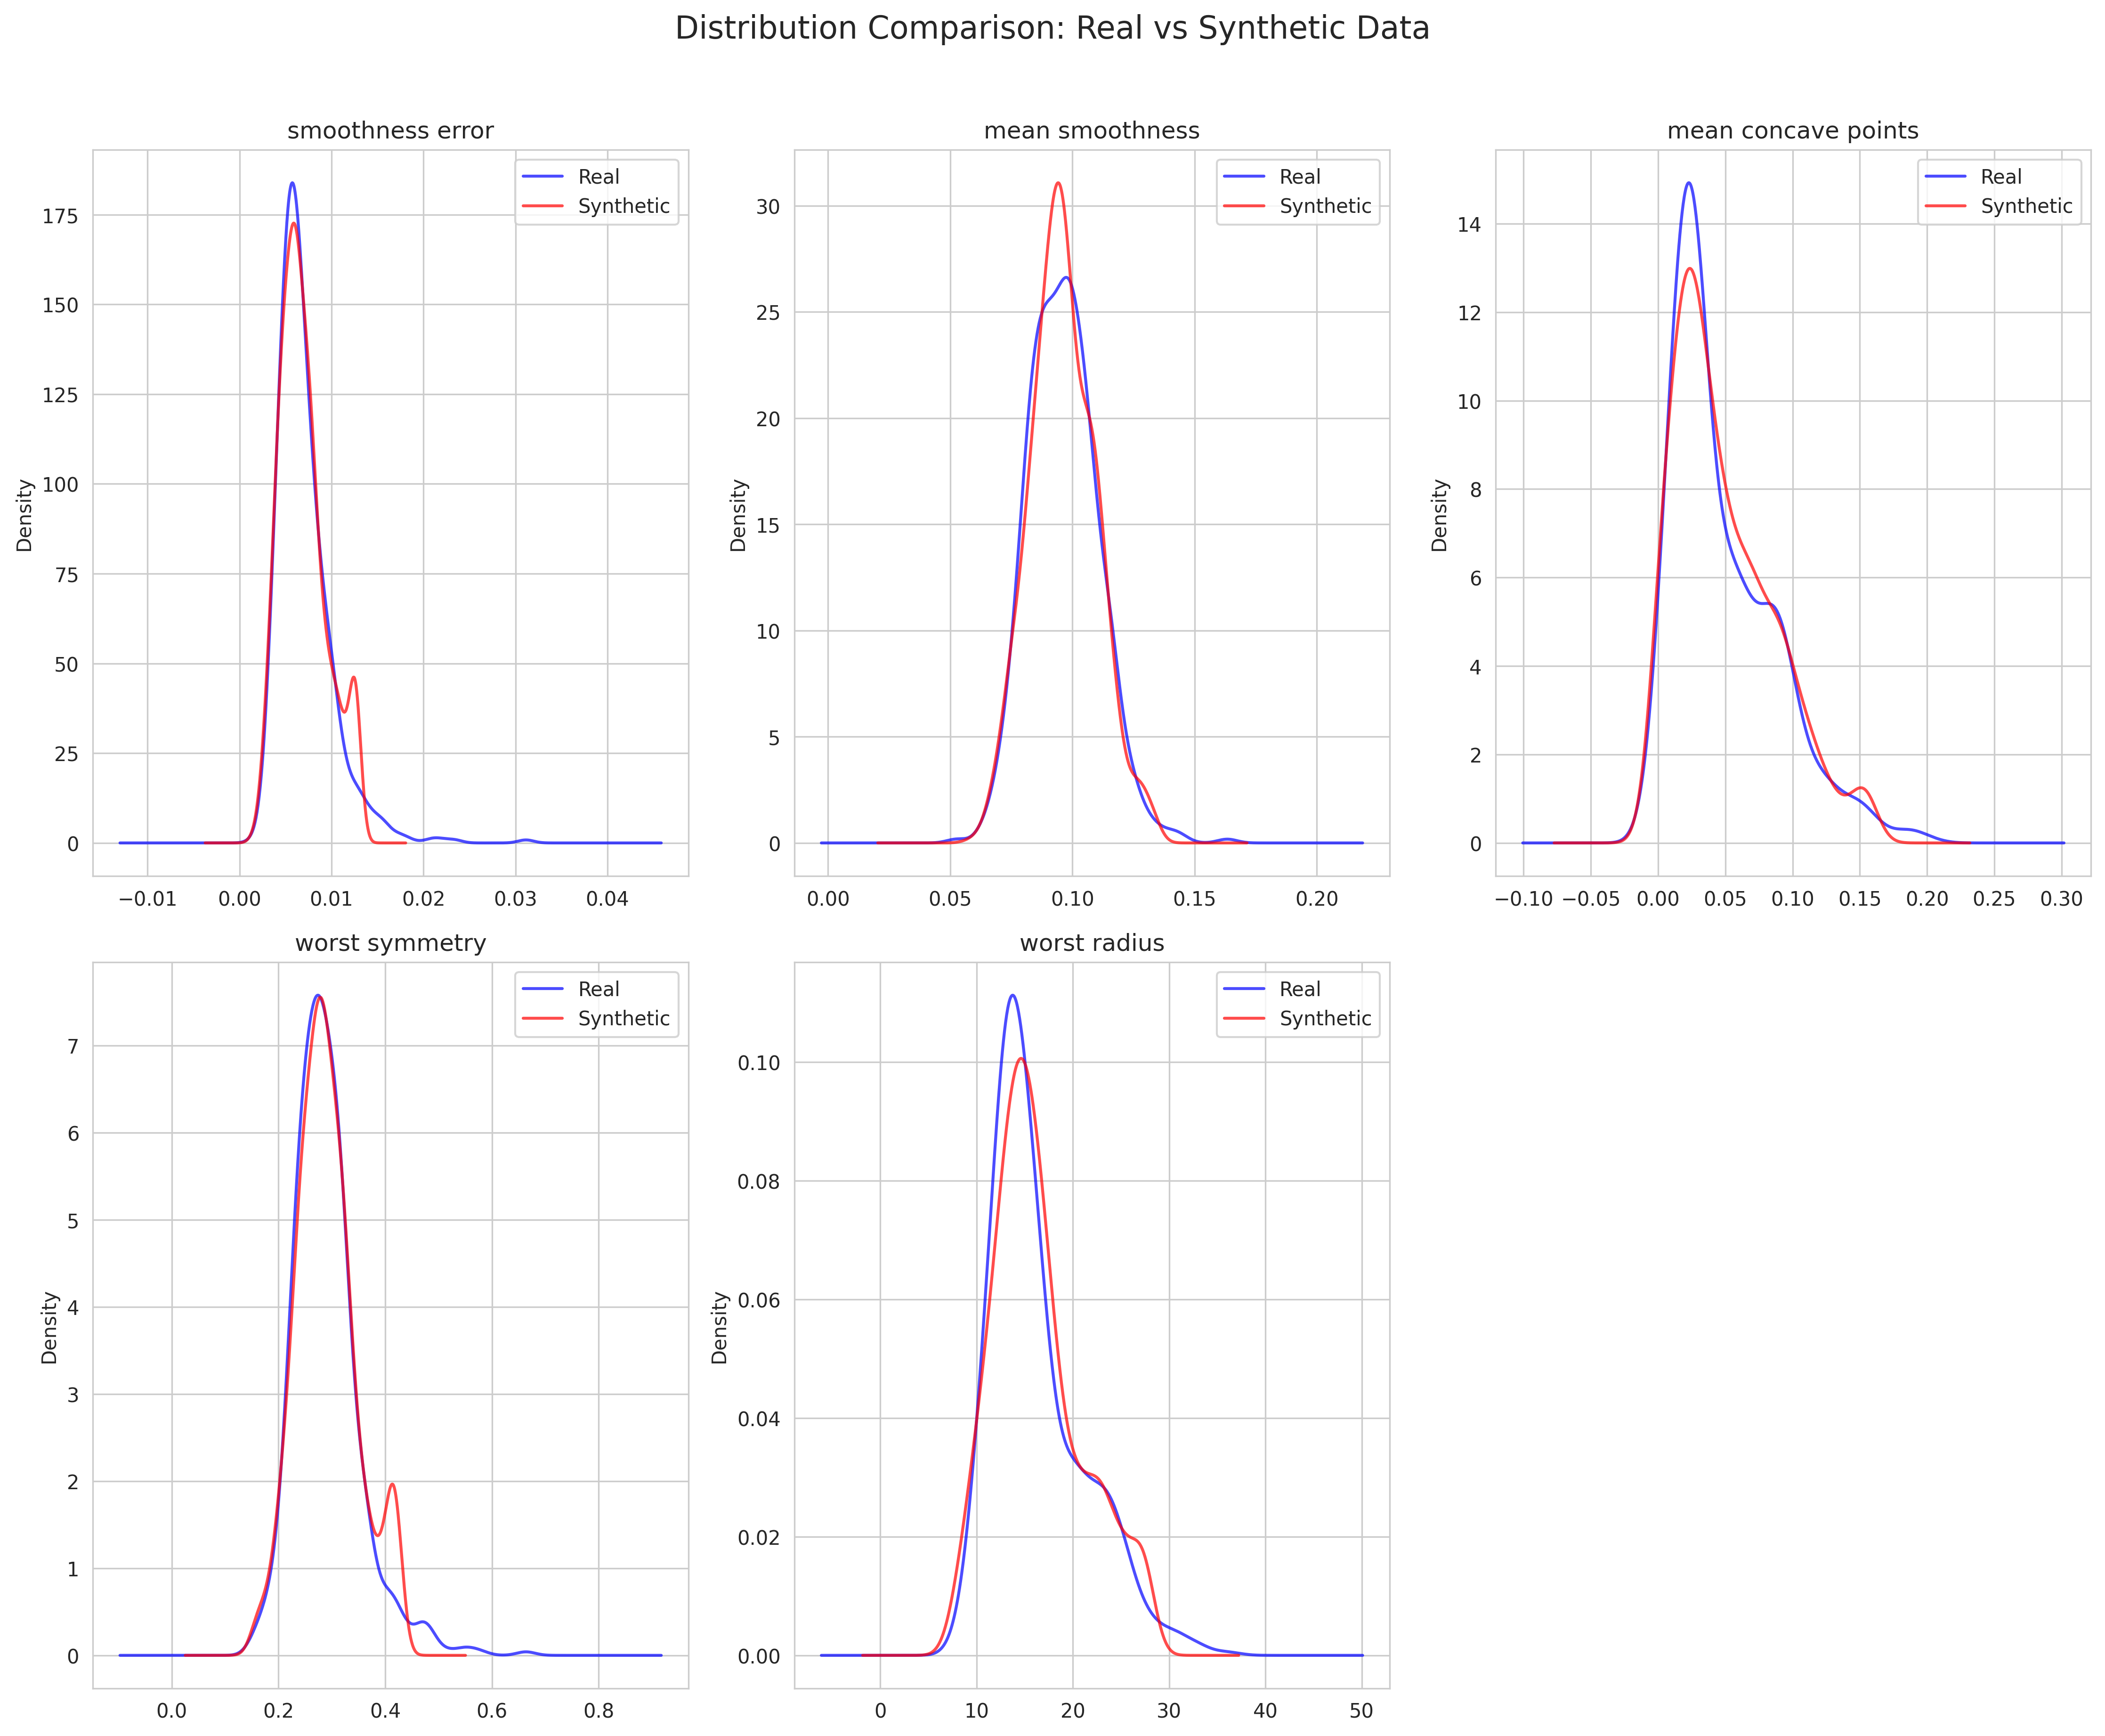 Distribution Comparison: Real vs Synthetic Data
smoothness error
Real
Synthetic
Density
175
150
125
100
75
50
25
0
−0.01 0.00 0.01 0.02 0.03 0.04
mean smoothness
Real
Synthetic
Density
30
25
20
15
10
5
0
0.00 0.05 0.10 0.15 0.20
mean concave points
Real
Synthetic
Density
14
12
10
8
6
4
2
0
−0.10 −0.05 0.00 0.05 0.10 0.15 0.20 0.25 0.30
worst symmetry
Real
Synthetic
Density
7
6
5
4
3
2
1
0
0.0 0.2 0.4 0.6 0.8
worst radius
Real
Synthetic
Density
0.10
0.08
0.06
0.04
0.02
0.00
0 10 20 30 40 50